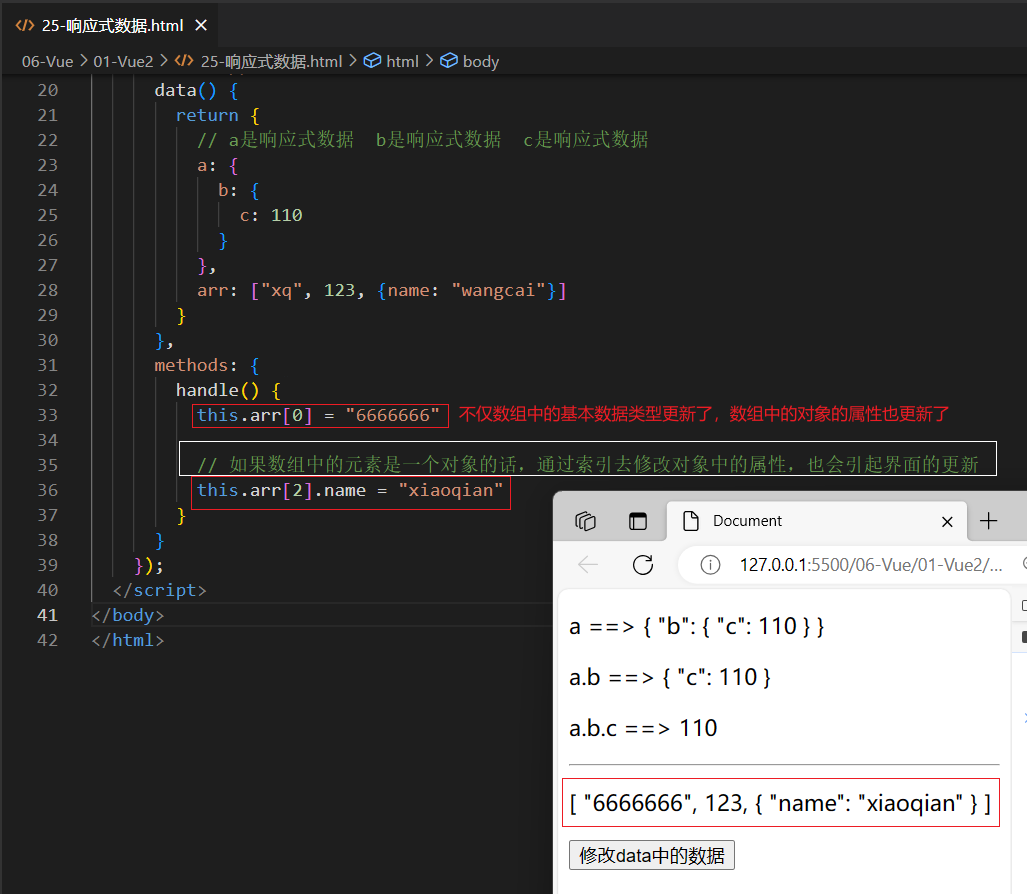 25-响应式数据.html
06-Vue > 01-Vue2 > 25-响应式数据.html > html > body
20 data() {
21 return {
22 // a是响应式数据  b是响应式数据  c是响应式数据
23 a: {
24 b: {
25 c: 110
26 }
27 },
28 arr: ["xq", 123, {name: "wangcai"}]
29 }
30 },
31 methods: {
32 handle() {
33 this.arr[0] = "6666666" 不仅数组中的基本数据类型更新了，数组中的对象的属性也更新了
34
35 // 如果数组中的元素是一个对象的话，通过索引去修改对象中的属性，也会引起界面的更新
36 this.arr[2].name = "xiaoqian"
37 }
38 }
39 });
40 </script>
41 </body>
42 </html>
Document
127.0.0.1:5500/06-Vue/01-Vue2/...
a ==> { "b": { "c": 110 } }
a.b ==> { "c": 110 }
a.b.c ==> 110
[ "6666666", 123, { "name": "xiaoqian" } ]
修改data中的数据